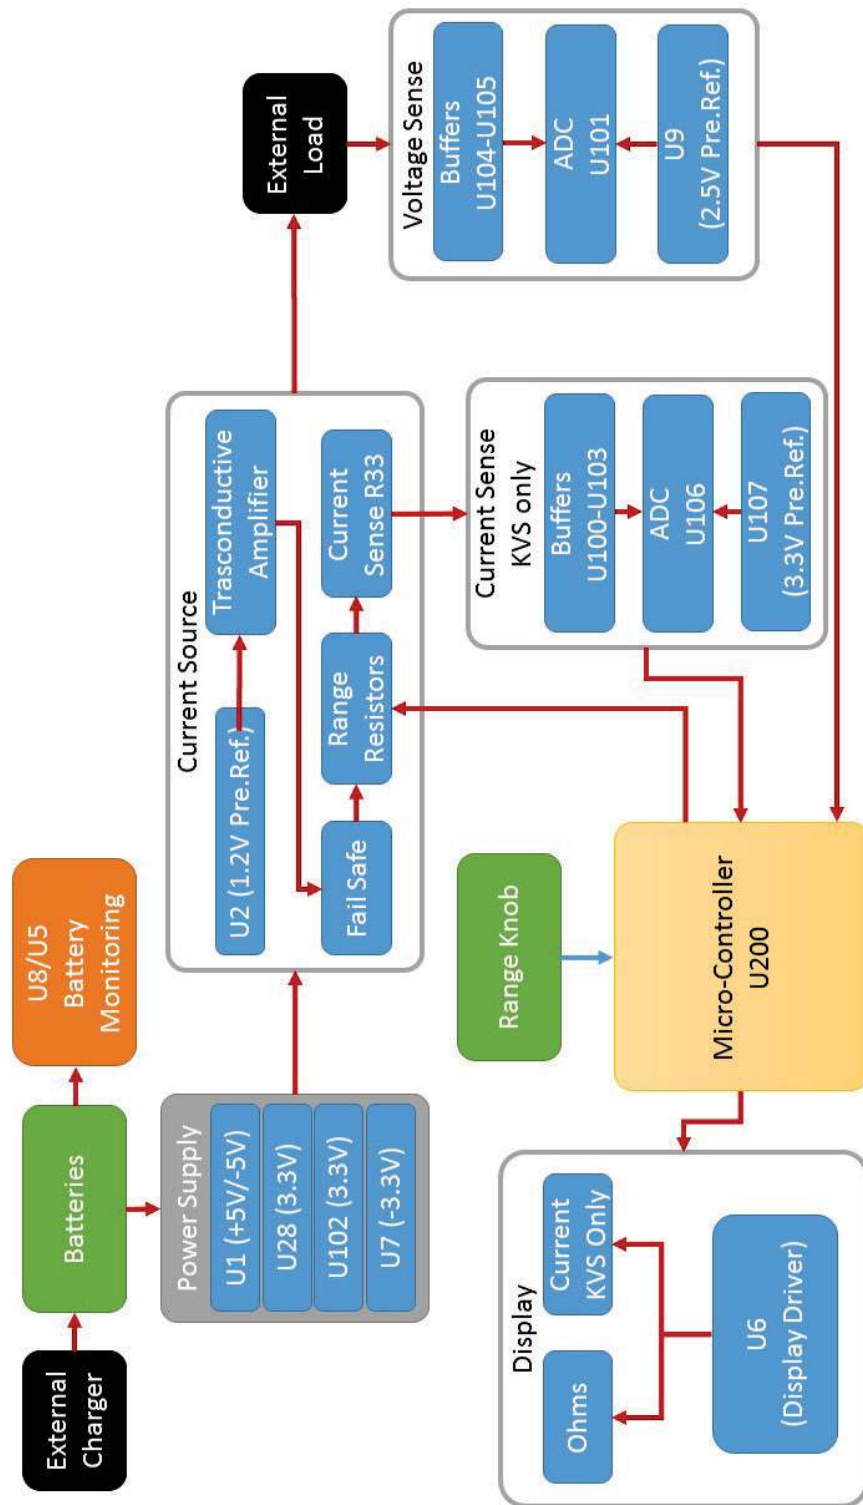 External
Charger
Batteries
U8/U5
Battery
Monitoring
Power Supply
U1 (+5V/-5V)
U28 (3.3V)
U102 (3.3V)
U7 (-3.3V)
Current Source
U2 (1.2V Pre.Ref.)
Trasconductive
Amplifier
Fail Safe
Range
Resistors
Current
Sense R33
External
Load
Voltage Sense
Buffers
U104-U105
ADC
U101
U9
(2.5V Pre.Ref.)
Current Sense
KVS only
Buffers
U100-U103
ADC
U106
U107
(3.3V Pre.Ref.)
Range Knob
Micro-Controller
U200
Display
Ohms
Current
KVS Only
U6
(Display Driver)